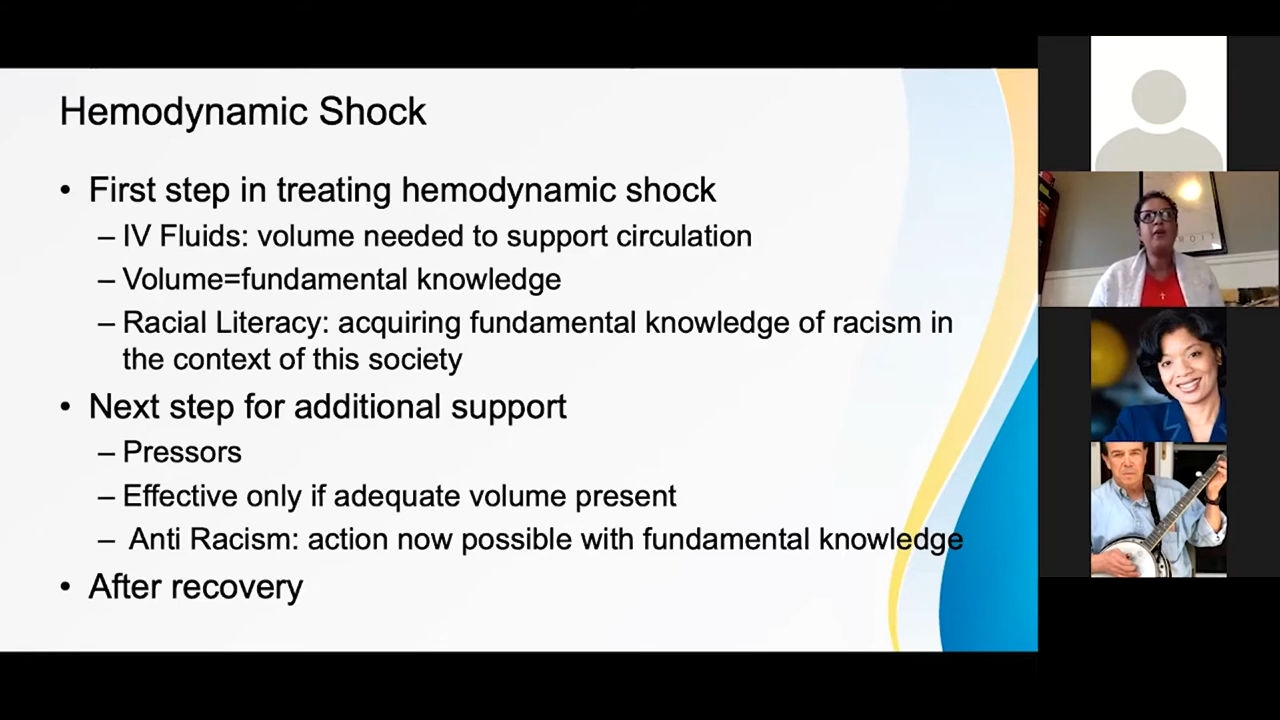 Hemodynamic Shock
• First step in treating hemodynamic shock
– IV Fluids: volume needed to support circulation
– Volume=fundamental knowledge
– Racial Literacy: acquiring fundamental knowledge of racism in
the context of this society
• Next step for additional support
– Pressors
– Effective only if adequate volume present
– Anti Racism: action now possible with fundamental knowledge
• After recovery